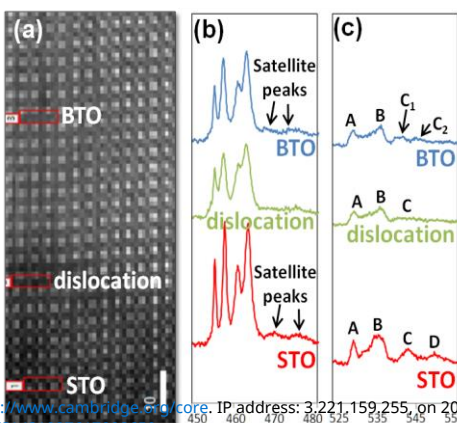 (a)
BTO
dislocation
STO
(b)
Satellite
peaks
BTO
dislocation
Satellite
peaks
STO
450 460 470 480
(c)
A B C1 C2
BTO
A B C
dislocation
A B C D
STO
525 535 545
://www.cambridge.org/core. IP address: 3.221.159.255, on 20